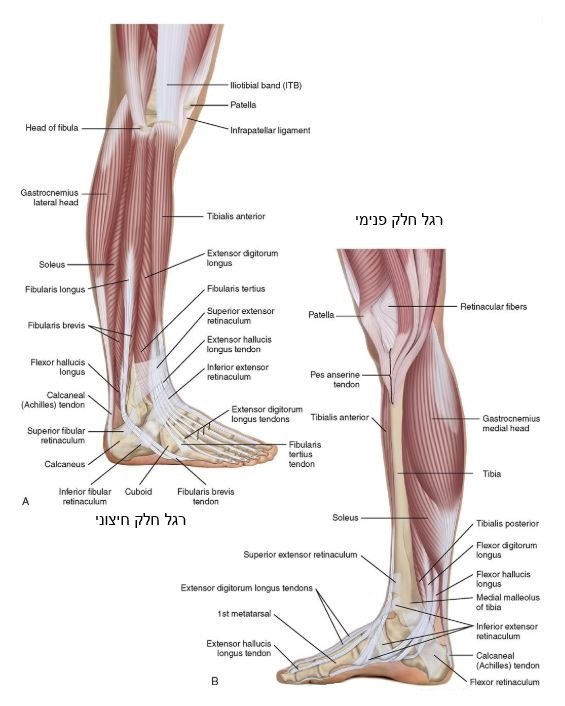 Iliotibial band (ITB)
Patella
Head of fibula
Infrapatellar ligament
Gastrocnemius
lateral head
Tibialis anterior
Soleus
Extensor digitorum
longus
Fibularis longus
Fibularis tertius
Superior extensor
retinaculum
Fibularis brevis
Extensor hallucis
longus tendon
Flexor hallucis
longus
Inferior extensor
retinaculum
Calcaneal
(Achilles) tendon
Extensor digitorum
longus tendons
Superior fibular
retinaculum
Fibularis
tertius
tendon
Calcaneus
Inferior fibular
retinaculum
Cuboid
Fibularis brevis
tendon
A
רגל חלק חיצוני
רגל חלק פנימי
Retinacular fibers
Patella
Pes anserine
tendon
Tibialis anterior
Gastrocnemius
medial head
Tibia
Soleus
Tibialis posterior
Flexor digitorum
longus
Superior extensor retinaculum
Flexor hallucis
longus
Extensor digitorum longus tendons
Medial malleolus
of tibia
1st metatarsal
Inferior extensor
retinaculum
Extensor hallucis
longus tendon
Calcaneal
(Achilles) tendon
Flexor retinaculum
B